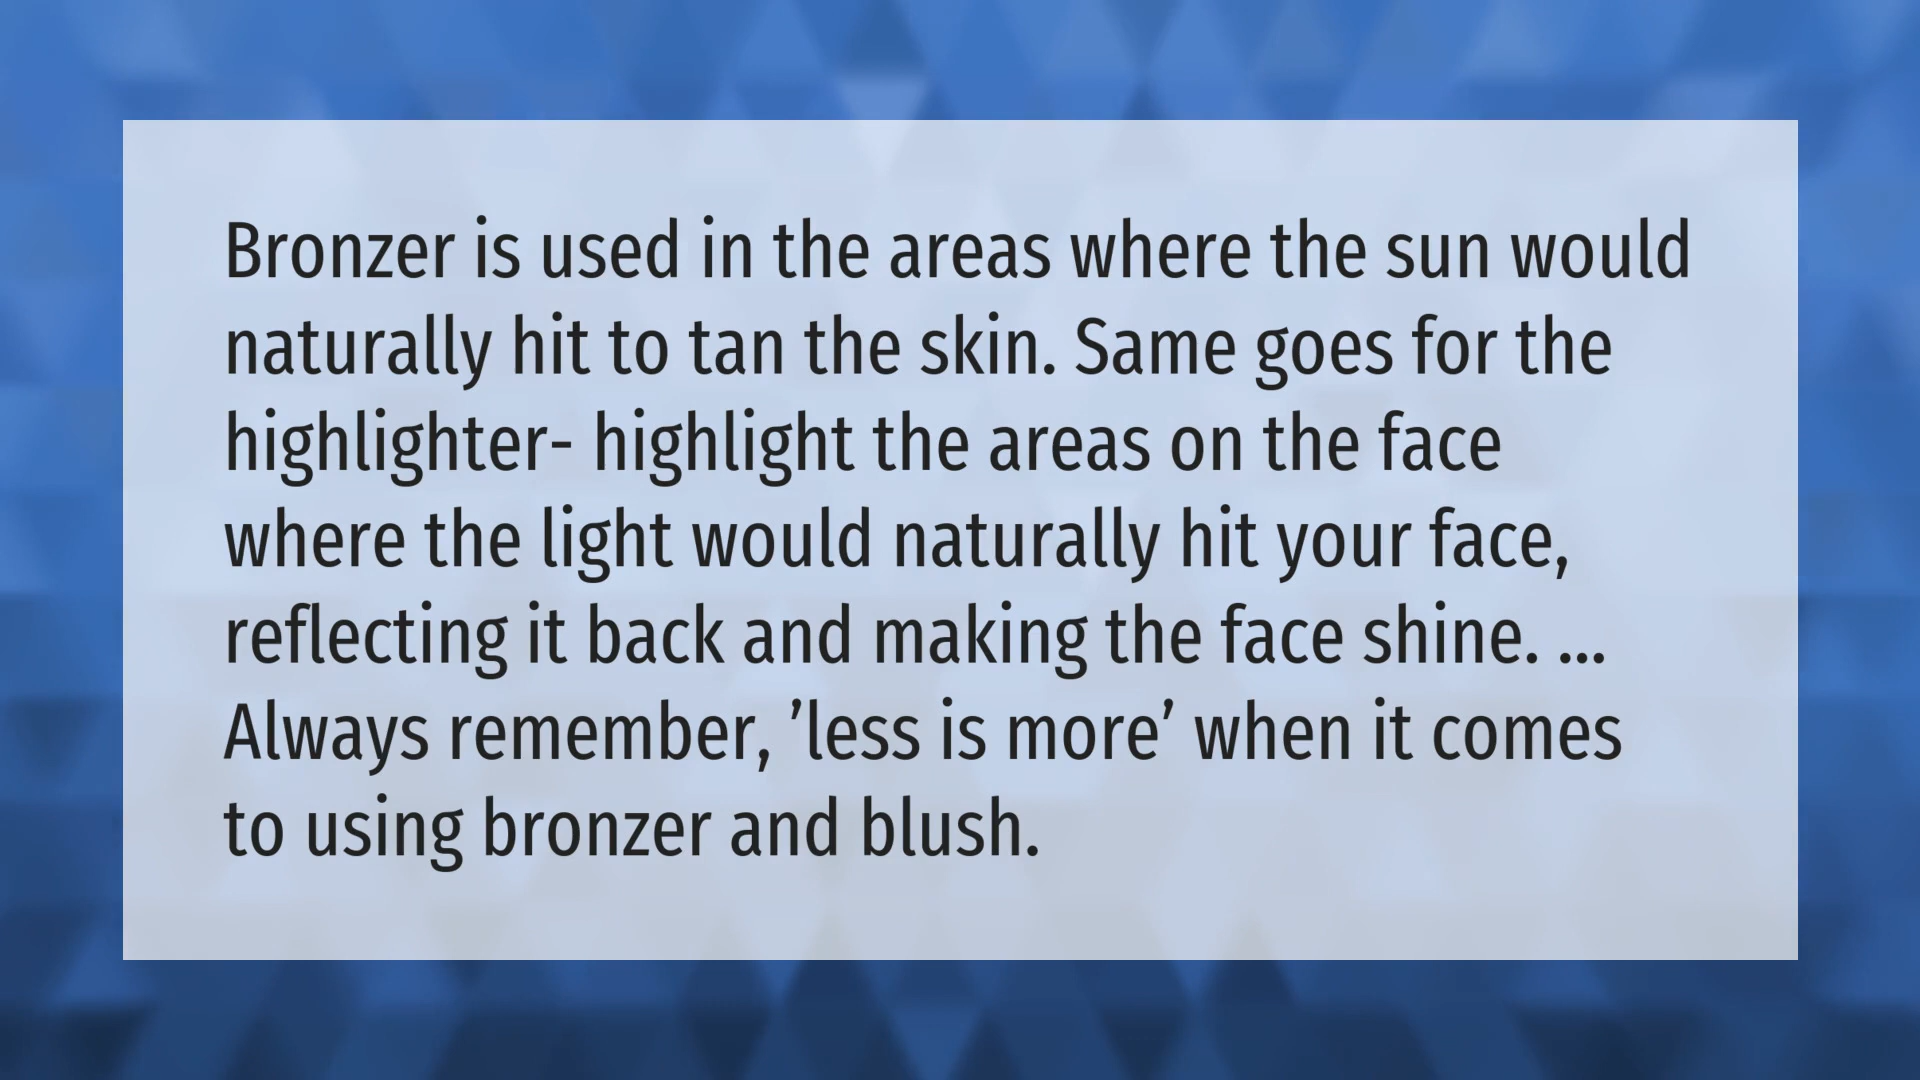 Bronzer is used in the areas where the sun would
naturally hit to tan the skin. Same goes for the
highlighter- highlight the areas on the face
where the light would naturally hit your face,
reflecting it back and making the face shine. ...
Always remember, ’less is more’ when it comes
to using bronzer and blush.